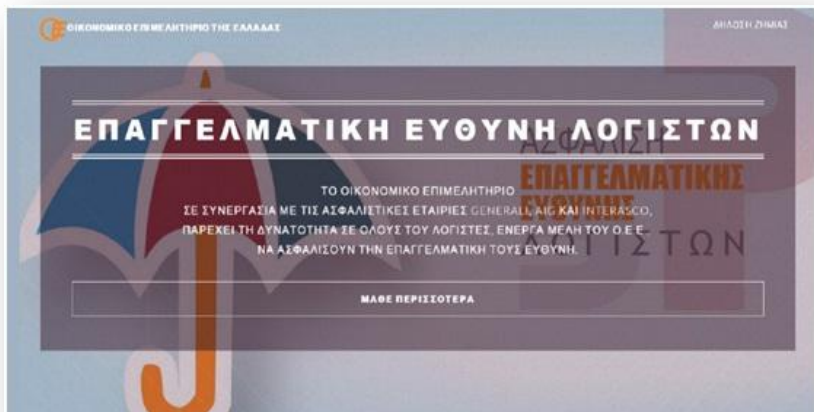 ΟΙΚΟΝΟΜΙΚΟ ΕΠΙΜΕΛΗΤΗΡΙΟ ΤΗΣ ΕΛΛΑΔΑΣ
ΔΗΛΩΣΗ ΖΗΜΙΑΣ
ΕΠΑΓΓΕΛΜΑΤΙΚΗ ΕΥΘΥΝΗ ΛΟΓΙΣΤΩΝ
ΑΣΦΑΛΙΣΗ
ΕΠΑΓΓΕΛΜΑΤΙΚΗΣ
ΕΥΘΥΝΗΣ
ΛΟΓΙΣΤΩΝ
ΤΟ ΟΙΚΟΝΟΜΙΚΟ ΕΠΙΜΕΛΗΤΗΡΙΟ
ΣΕ ΣΥΝΕΡΓΑΣΙΑ ΜΕ ΤΙΣ ΑΣΦΑΛΙΣΤΙΚΕΣ ΕΤΑΙΡΙΕΣ GENERALI, AIG ΚΑΙ INTERASCO,
ΠΑΡΕΧΕΙ ΤΗ ΔΥΝΑΤΟΤΗΤΑ ΣΕ ΟΛΟΥΣ ΤΟΥ ΛΟΓΙΣΤΕΣ, ΕΝΕΡΓΑ ΜΕΛΗ ΤΟΥ Ο.Ε.Ε.
ΝΑ ΑΣΦΑΛΙΣΟΥΝ ΤΗΝ ΕΠΑΓΓΕΛΜΑΤΙΚΗ ΤΟΥΣ ΕΥΘΥΝΗ.
ΜΑΘΕ ΠΕΡΙΣΣΟΤΕΡΑ